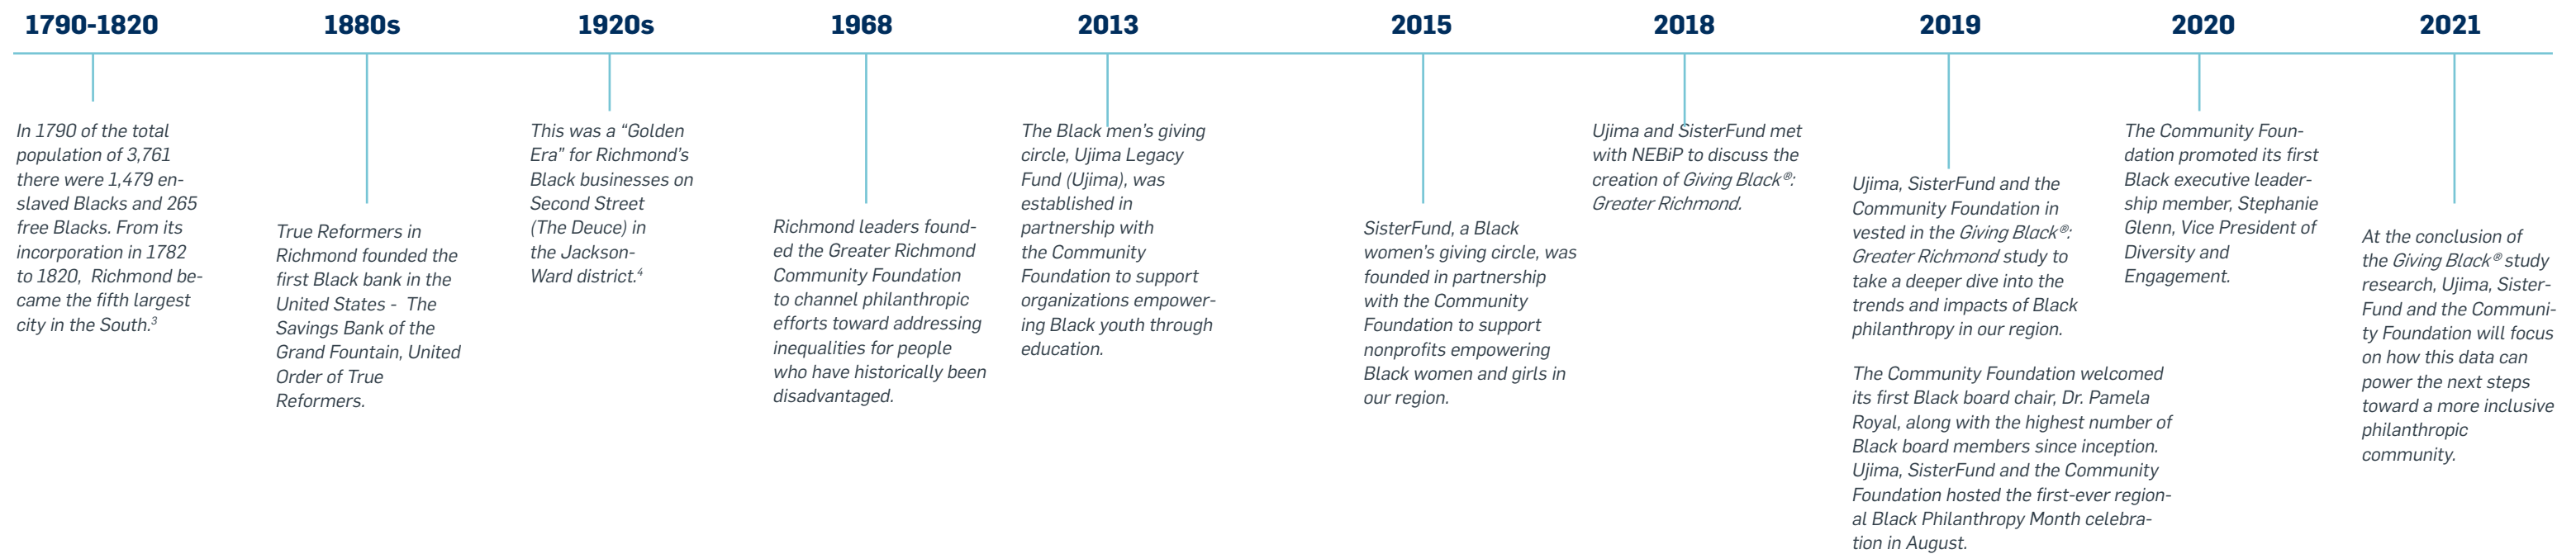 1790-1820
In 1790 of the total
population of 3,761
there were 1,479 en-
slaved Blacks and 265
free Blacks. From its
incorporation in 1782
to 1820,  Richmond be-
came the fifth largest
city in the South.³
1880s
True Reformers in
Richmond founded the
first Black bank in the
United States -  The
Savings Bank of the
Grand Fountain, United
Order of True
Reformers.
1920s
This was a “Golden
Era” for Richmond’s
Black businesses on
Second Street
(The Deuce) in
the Jackson-
Ward district.⁴
1968
Richmond leaders found-
ed the Greater Richmond
Community Foundation
to channel philanthropic
efforts toward addressing
inequalities for people
who have historically been
disadvantaged.
2013
The Black men’s giving
circle, Ujima Legacy
Fund (Ujima), was
established in
partnership with
the Community
Foundation to support
organizations empower-
ing Black youth through
education.
2015
SisterFund, a Black
women’s giving circle, was
founded in partnership
with the Community
Foundation to support
nonprofits empowering
Black women and girls in
our region.
2018
Ujima and SisterFund met
with NEBiP to discuss the
creation of Giving Black®:
Greater Richmond.
2019
Ujima, SisterFund and the
Community Foundation in
vested in the Giving Black®:
Greater Richmond study to
take a deeper dive into the
trends and impacts of Black
philanthropy in our region.
The Community Foundation welcomed
its first Black board chair, Dr. Pamela
Royal, along with the highest number of
Black board members since inception.
Ujima, SisterFund and the Community
Foundation hosted the first-ever region-
al Black Philanthropy Month celebra-
tion in August.
2020
The Community Foun-
dation promoted its first
Black executive leader-
ship member, Stephanie
Glenn, Vice President of
Diversity and
Engagement.
2021
At the conclusion of
the Giving Black® study
research, Ujima, Sister-
Fund and the Communi-
ty Foundation will focus
on how this data can
power the next steps
toward a more inclusive
philanthropic
community.